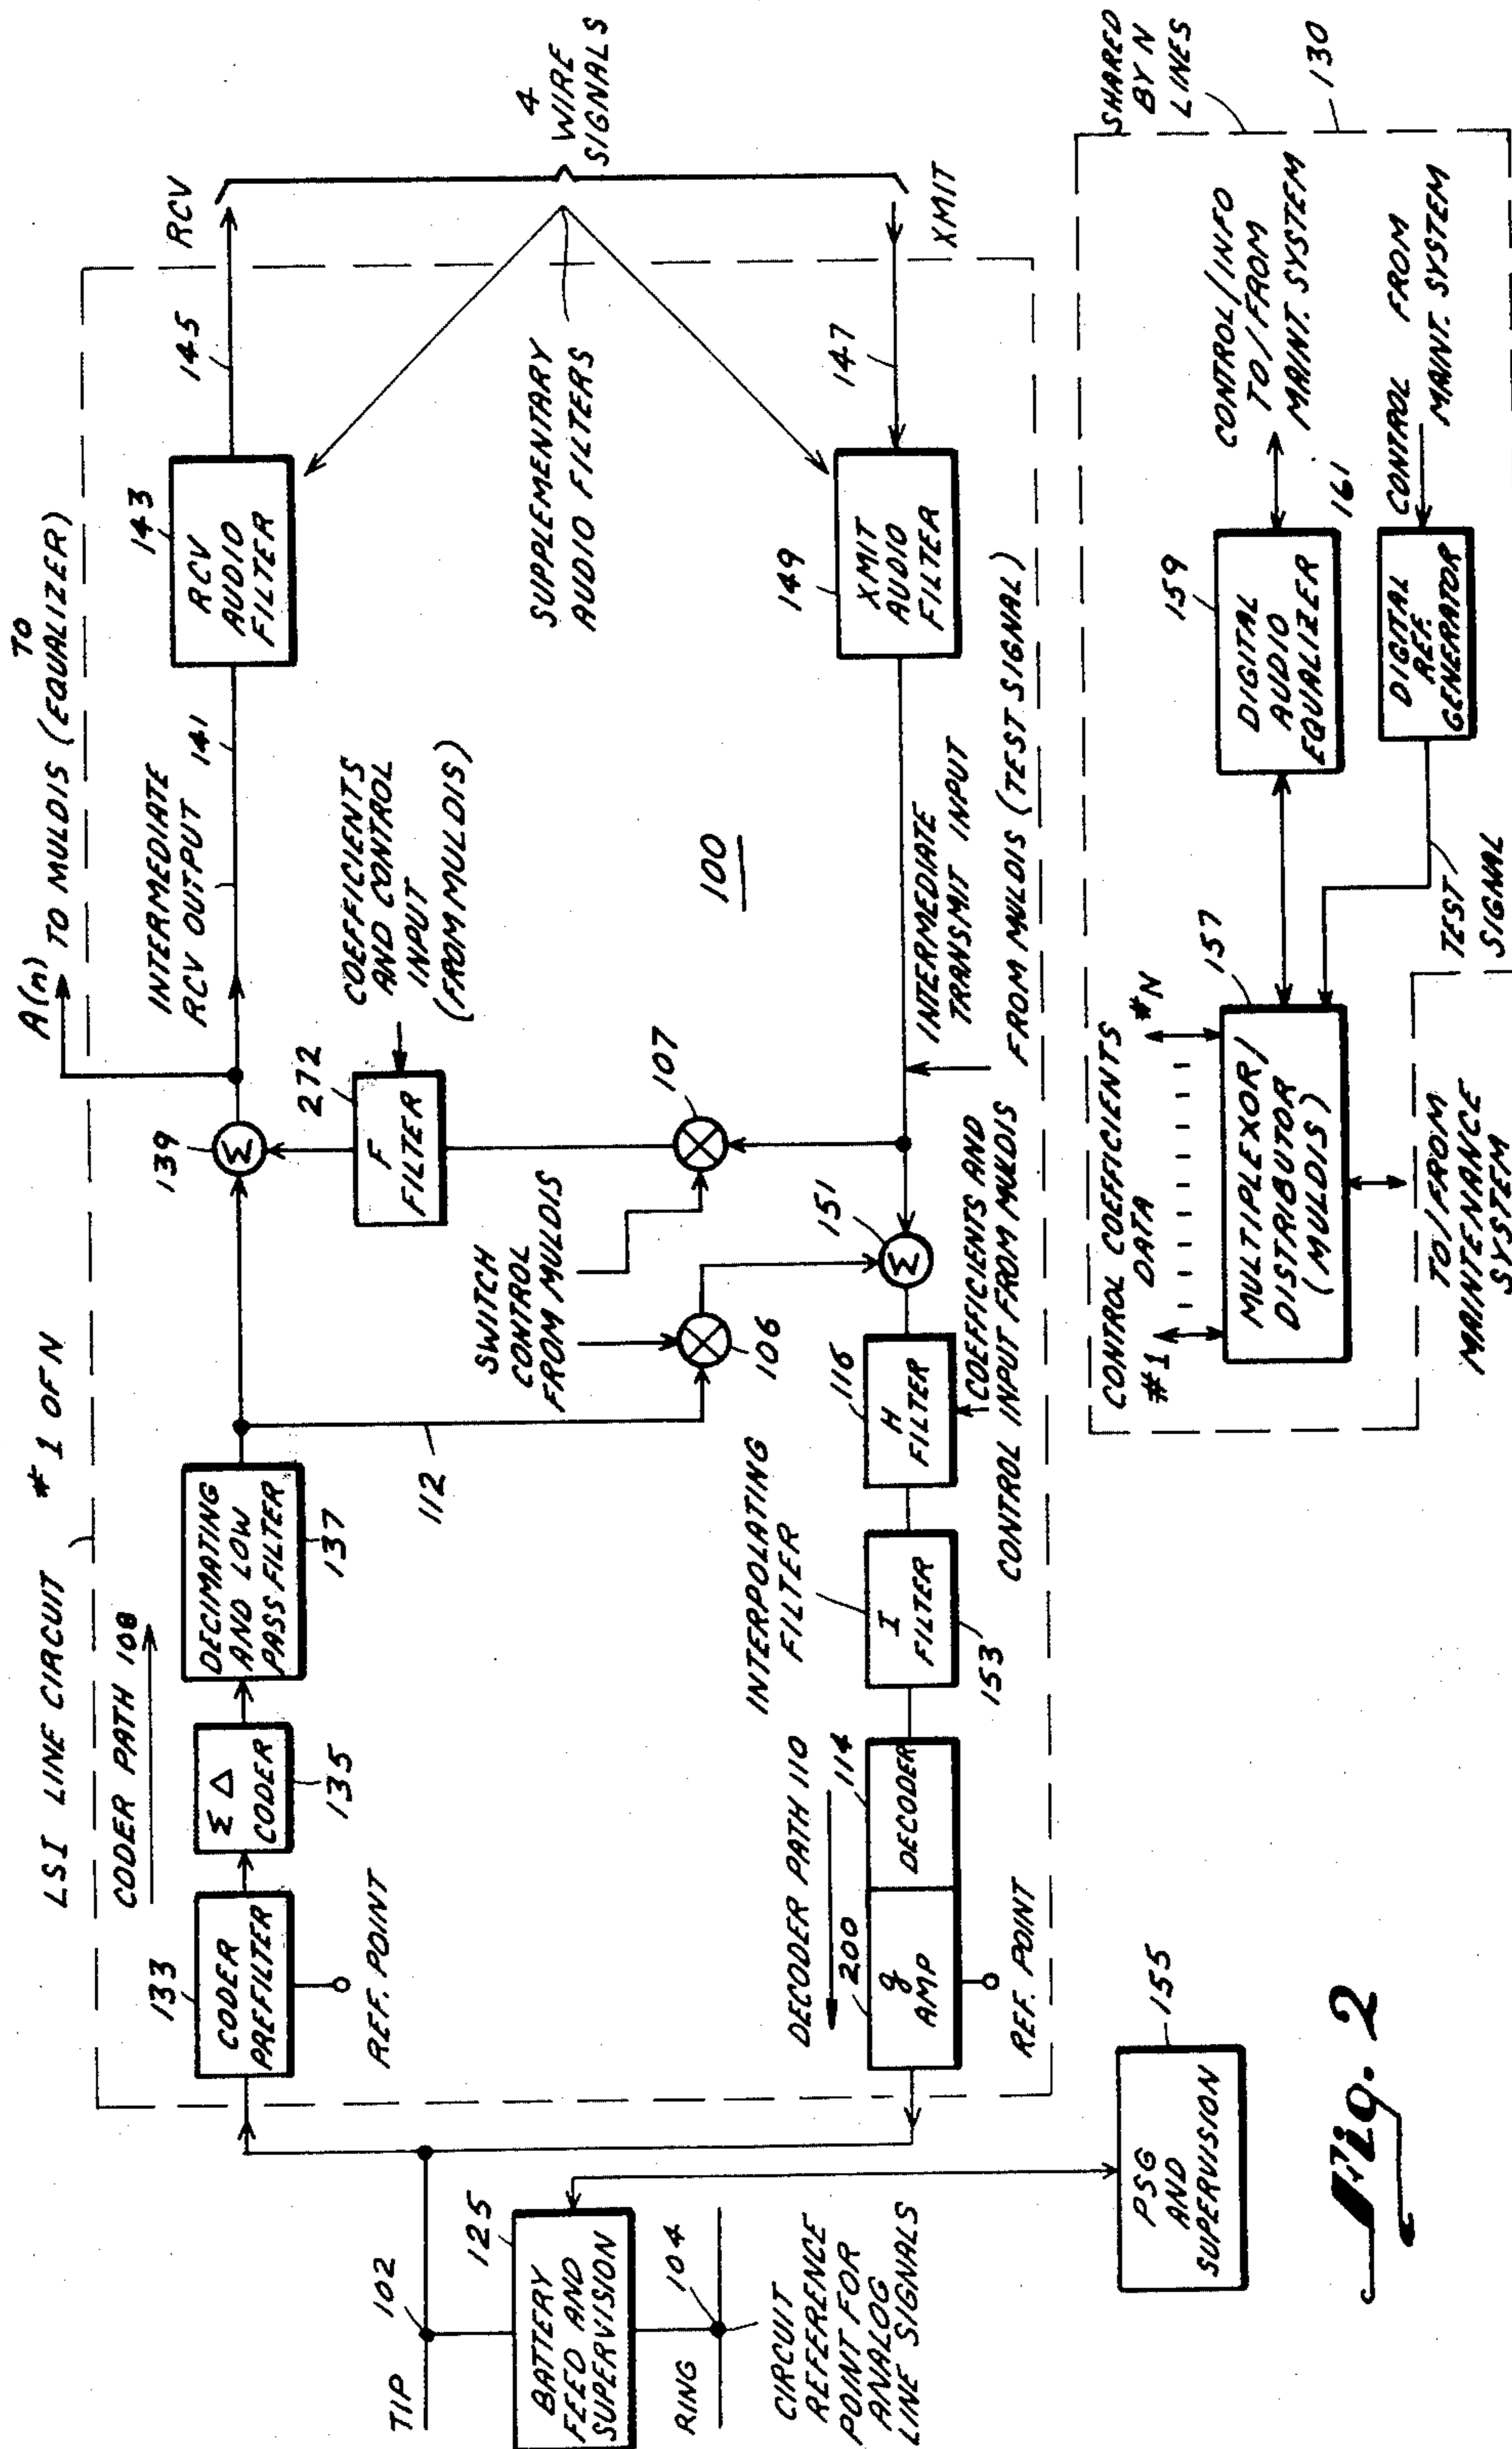 LSI LINE CIRCUIT #1 OF N
CODER PATH 108
A(n) TO MULDIS (EQUALIZER)
TO
133
CODER
PREFILTER
REF. POINT
Σ Δ
CODER
135
DECIMATING
AND LOW
PASS FILTER
137
112
139
Σ
INTERMEDIATE
RCV OUTPUT
141
143
RCV
AUDIO
FILTER
145
RCV
4
WIRE
SIGNALS
272
F
FILTER
COEFFICIENTS
AND CONTROL
INPUT
(FROM MULDIS)
SUPPLEMENTARY
AUDIO FILTERS
SWITCH
CONTROL
FROM MULDIS
107
106
100
TIP
102
125
BATTERY
FEED AND
SUPERVISION
RING
104
CIRCUIT
REFERENCE
POINT FOR
ANALOG
LINE SIGNALS
DECODER PATH 110
200
g
AMP
REF. POINT
114
DECODER
INTERPOLATING
FILTER
I
FILTER
153
116
H
FILTER
151
Σ
COEFFICIENTS AND
CONTROL INPUT FROM MULDIS
INTERMEDIATE
TRANSMIT INPUT
FROM MULDIS (TEST SIGNAL)
149
XMIT
AUDIO
FILTER
147
XMIT
PSG
AND
SUPERVISION
155
CONTROL COEFFICIENTS
DATA
#1
#N
157
MULTIPLEXOR/
DISTRIBUTOR
(MULDIS)
TO/FROM
MAINTENANCE
SYSTEM
TEST
SIGNAL
159
DIGITAL
AUDIO
EQUALIZER
161
DIGITAL
REF.
GENERATOR
CONTROL/INFO
TO/FROM
MAINT. SYSTEM
CONTROL FROM
MAINT. SYSTEM
SHARED
BY N
LINES
130
Fig. 2